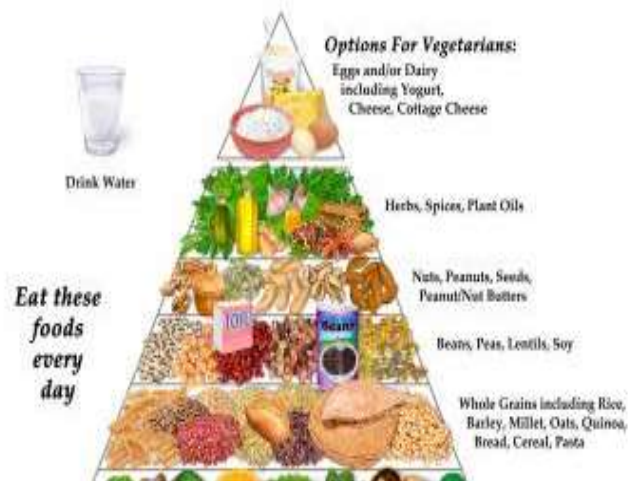 Options For Vegetarians:
Eggs and/or Dairy
including Yogurt,
Cheese, Cottage Cheese
Drink Water
Herbs, Spices, Plant Oils
Nuts, Peanuts, Seeds,
Peanut/Nut Butters
Eat these
foods
every
day
Beans
Beans, Peas, Lentils, Soy
Whole Grains including Rice,
Barley, Millet, Oats, Quinoa,
Bread, Cereal, Pasta